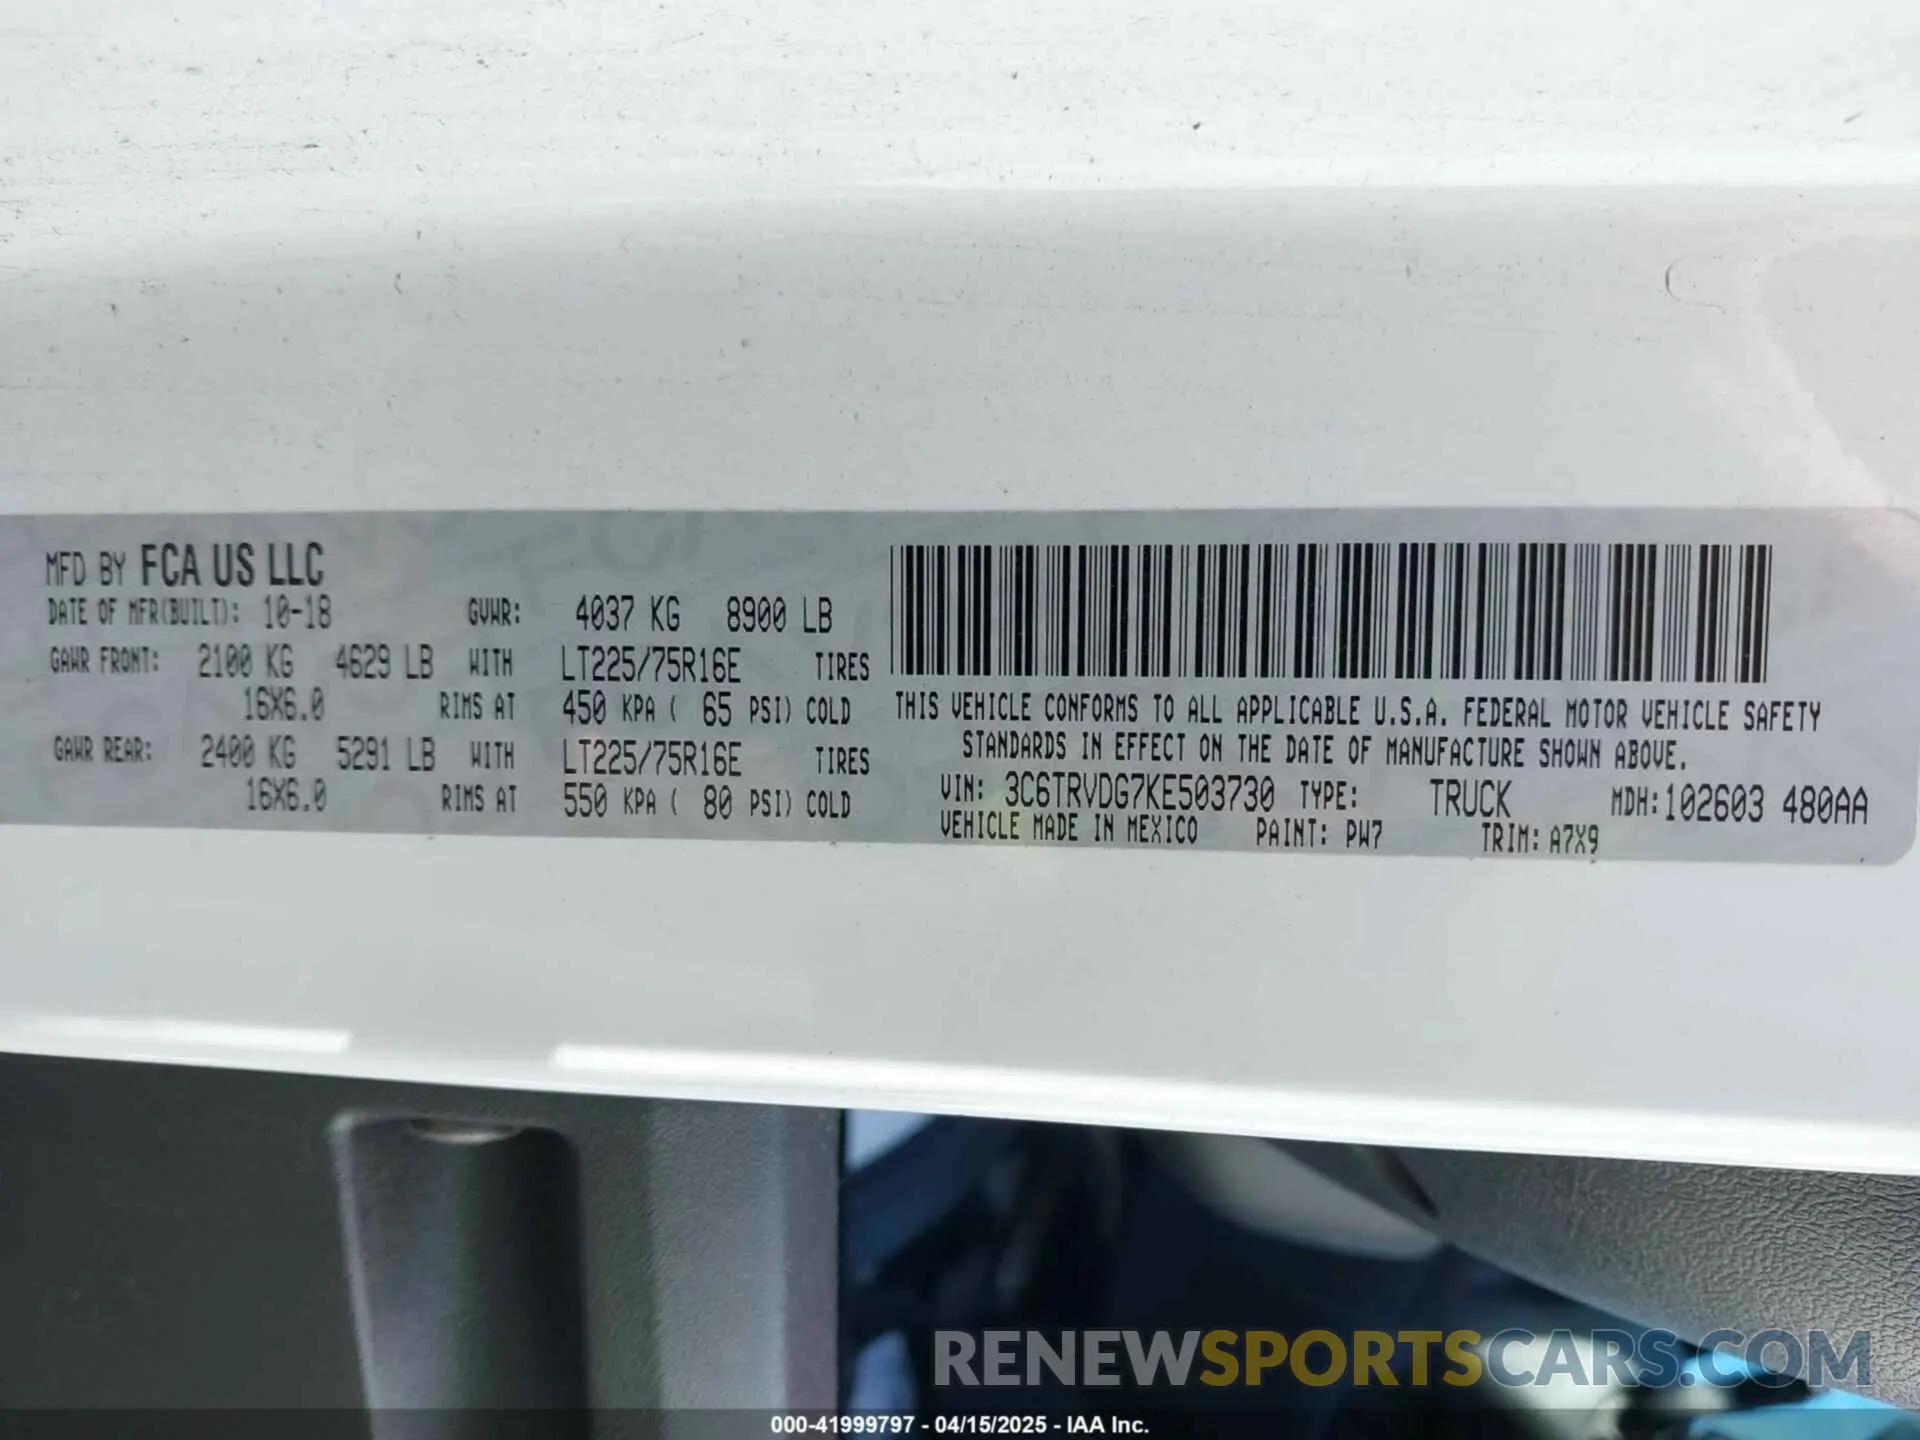 MFD BY FCA US LLC
DATE OF MFR(BUILT): 10-18 GVWR: 4037 KG 8900 LB
GAWR FRONT: 2100 KG 4629 LB WITH LT225/75R16E TIRES
16X6.0 RIMS AT 450 KPA ( 65 PSI) COLD
GAWR REAR: 2400 KG 5291 LB WITH LT225/75R16E TIRES
16X6.0 RIMS AT 550 KPA ( 80 PSI) COLD
THIS VEHICLE CONFORMS TO ALL APPLICABLE U.S.A. FEDERAL MOTOR VEHICLE SAFETY
STANDARDS IN EFFECT ON THE DATE OF MANUFACTURE SHOWN ABOVE.
VIN: 3C6TRVDG7KE503730 TYPE: TRUCK MDH:102603 480AA
VEHICLE MADE IN MEXICO PAINT: PW7 TRIM: A7X9
RENEWSPORTSCARS.COM
000-41999797 - 04/15/2025 - IAA Inc.